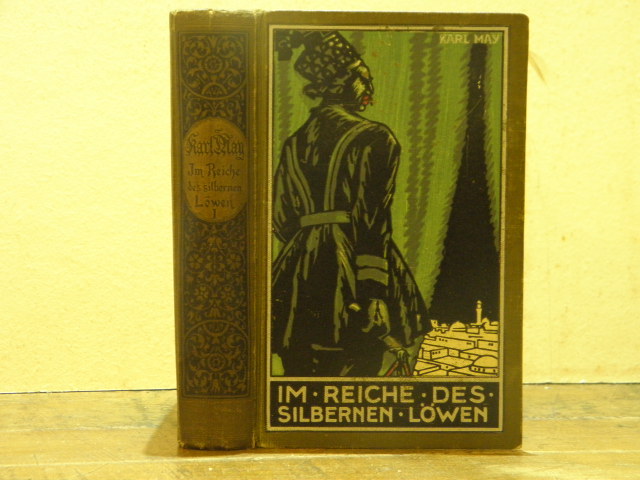 Karl May
Im Reiche
des silbernen
Löwen
I
KARL MAY
IM · REICHE · DES ·
SILBERNEN · LÖWEN